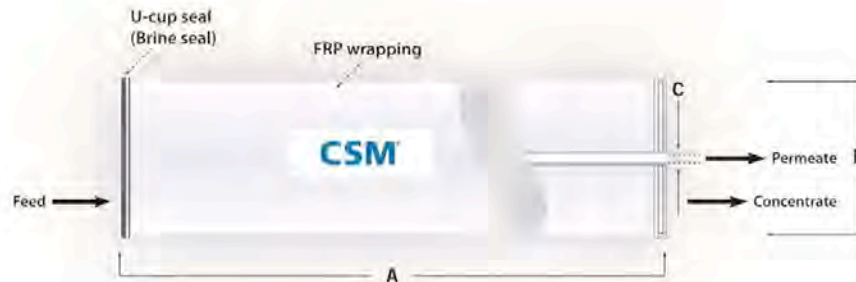 U-cup seal
(Brine seal)
FRP wrapping
C
CSM
Permeate
Feed
Concentrate
A